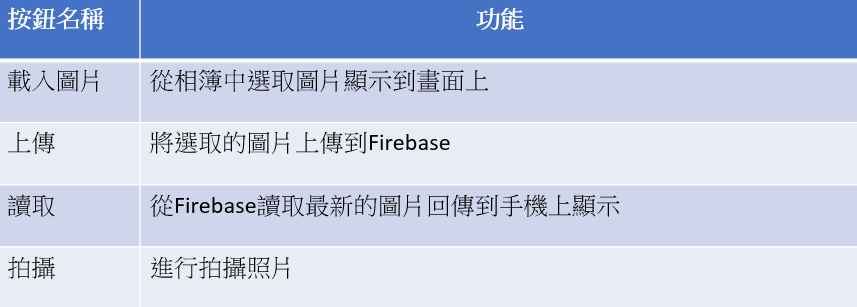 按鈕名稱 功能
載入圖片 從相簿中選取圖片顯示到畫面上
上傳 將選取的圖片上傳到Firebase
讀取 從Firebase讀取最新的圖片回傳到手機上顯示
拍攝 進行拍攝照片